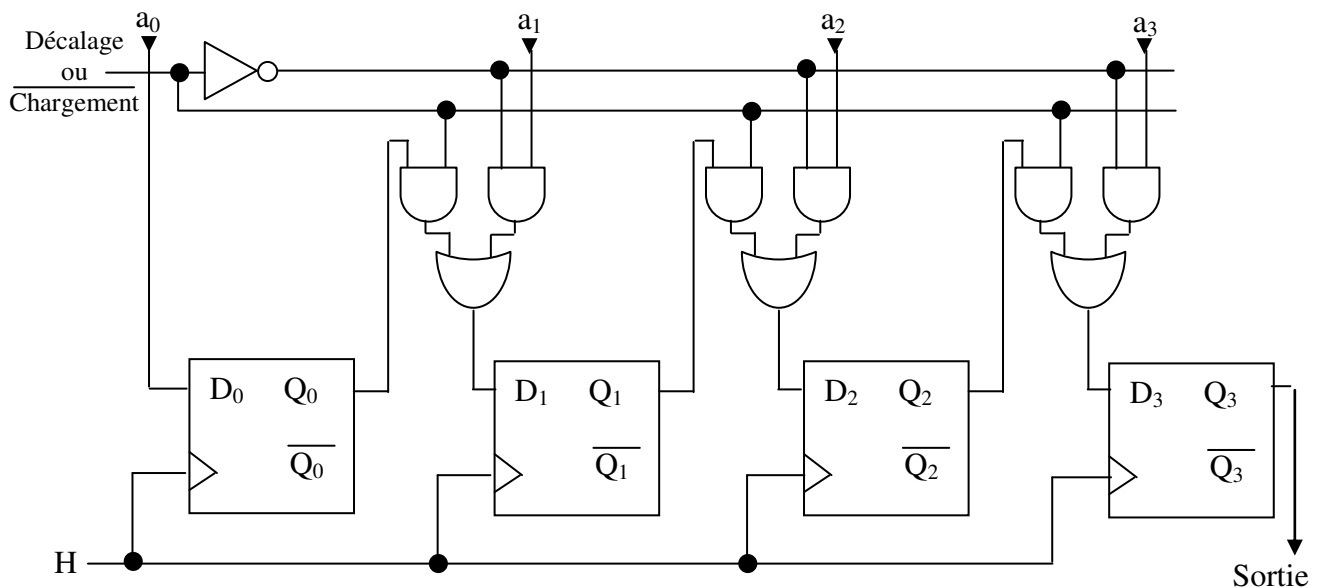 a0 a1 a2 a3
Décalage
ou
Chargement
D0 Q0 D1 Q1 D2 Q2 D3 Q3
Q0 Q1 Q2 Q3
H
Sortie